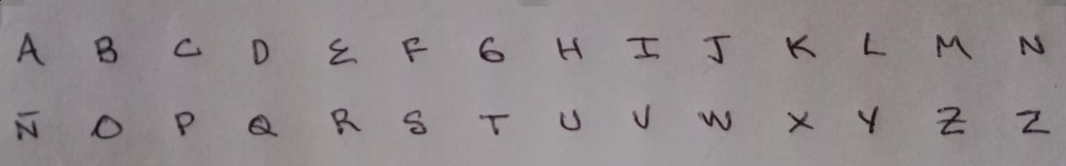 A B C D E F G H I J K L M N
Ñ O P Q R S T U V W X Y Z Z